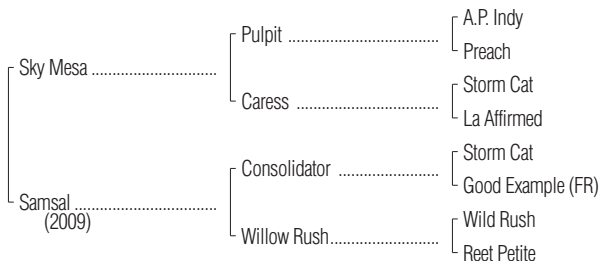 A.P. Indy
Pulpit
Preach
Sky Mesa
Storm Cat
Caress
La Affirmed
Storm Cat
Consolidator
Good Example (FR)
Samsal
(2009)
Wild Rush
Willow Rush
Reet Petite